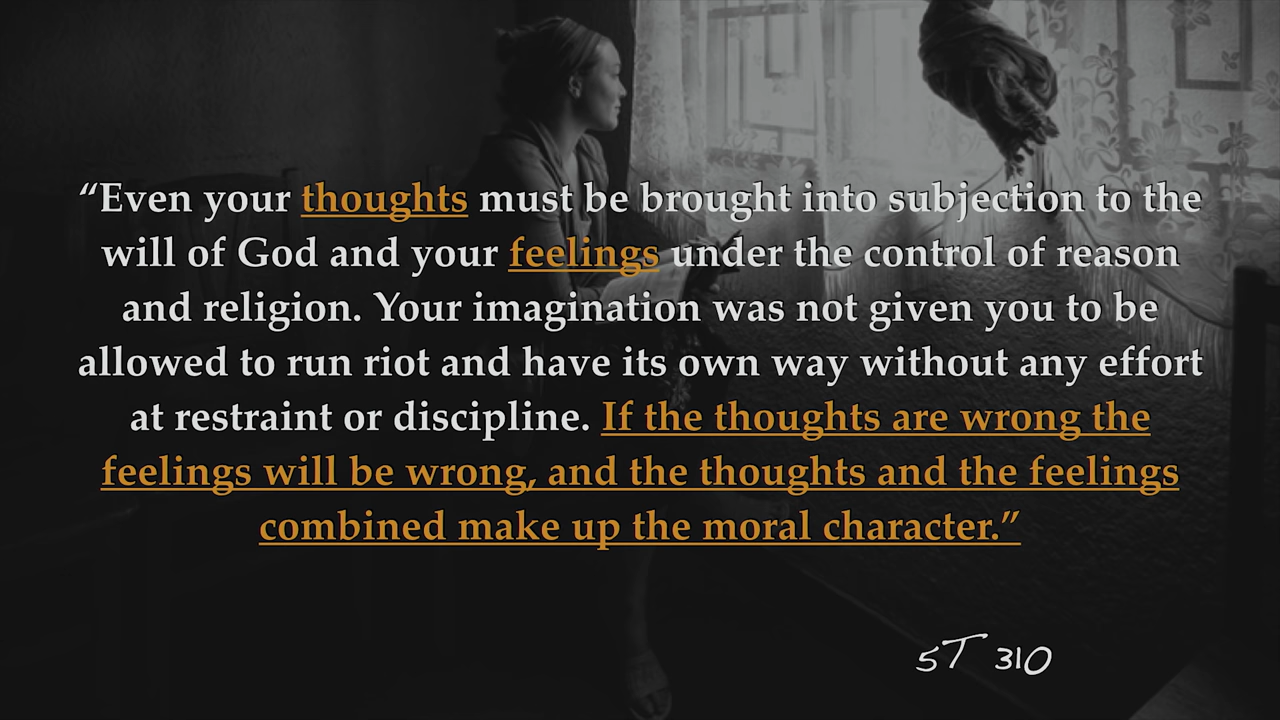 “Even your thoughts must be brought into subjection to the
will of God and your feelings under the control of reason
and religion. Your imagination was not given you to be
allowed to run riot and have its own way without any effort
at restraint or discipline. If the thoughts are wrong the
feelings will be wrong, and the thoughts and the feelings
combined make up the moral character.”
5T 310